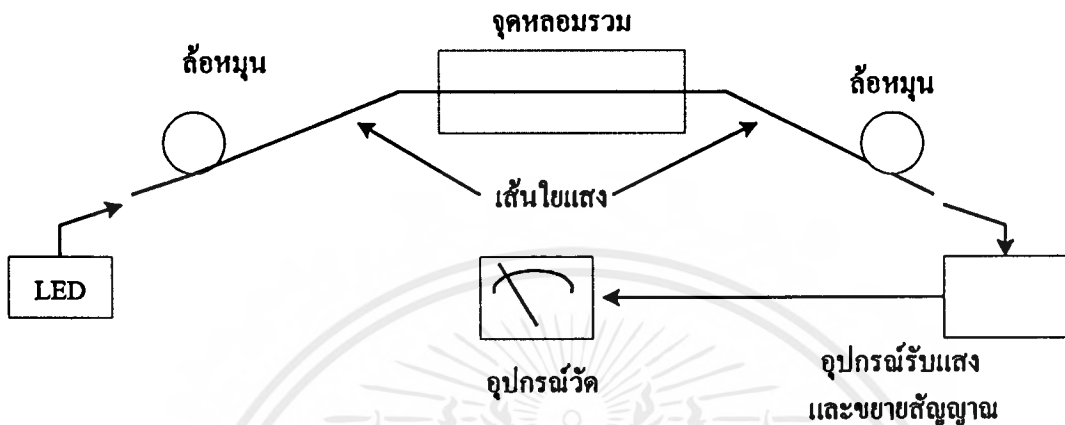 จุดหลอมรวม
ล้อหมุน
ล้อหมุน
เส้นใยแสง
LED
อุปกรณ์วัด
อุปกรณ์รับแสง
และขยายสัญญาณ